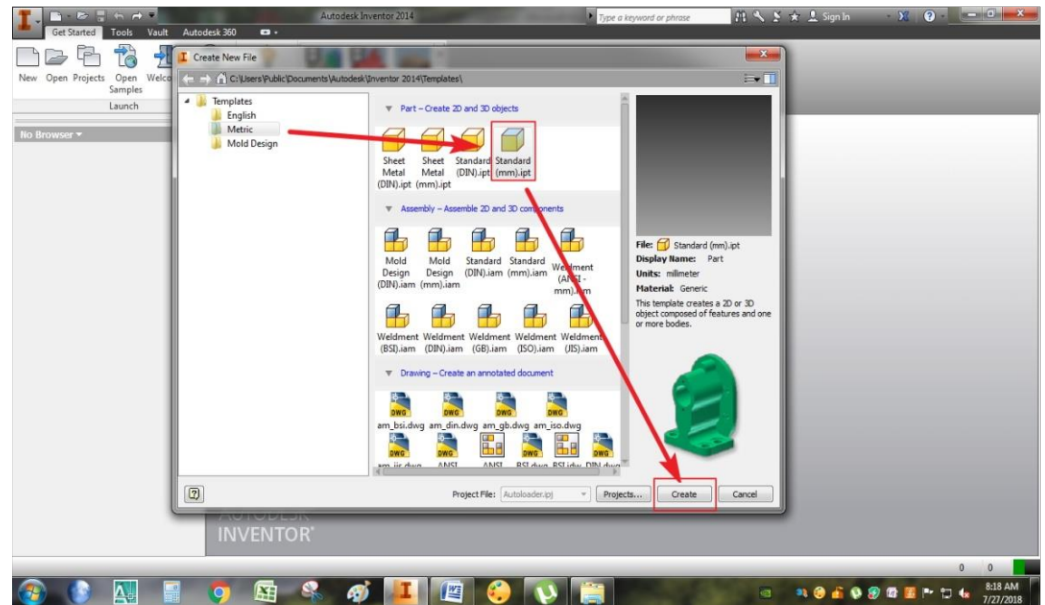 Autodesk Inventor 2014
Type a keyword or phrase
Sign In
Get Started Tools Vault Autodesk 360
New Open Projects Open Samples
Launch
No Browser
Create New File
C:\Users\Public\Documents\Autodesk\Inventor 2014\Templates\
Templates
English
Metric
Mold Design
Part – Create 2D and 3D objects
Sheet Metal (DIN).ipt
Sheet Metal (mm).ipt
Standard (DIN).ipt
Standard (mm).ipt
Assembly – Assemble 2D and 3D components
Mold Design (DIN).iam
Mold Design (mm).iam
Standard (DIN).iam
Standard (mm).iam
Weldment (ANSI - mm).iam
Weldment (BSI).iam
Weldment (DIN).iam
Weldment (GB).iam
Weldment (ISO).iam
Weldment (JIS).iam
Drawing – Create an annotated document
am_bsi.dwg am_din.dwg am_gb.dwg am_iso.dwg
File: Standard (mm).ipt
Display Name: Part
Units: millimeter
Material: Generic
This template creates a 2D or 3D
object composed of features and one
or more bodies.
Project File: Autoloader.ipj
Projects... Create Cancel
AUTODESK
INVENTOR®
0 0
8:18 AM
7/27/2018